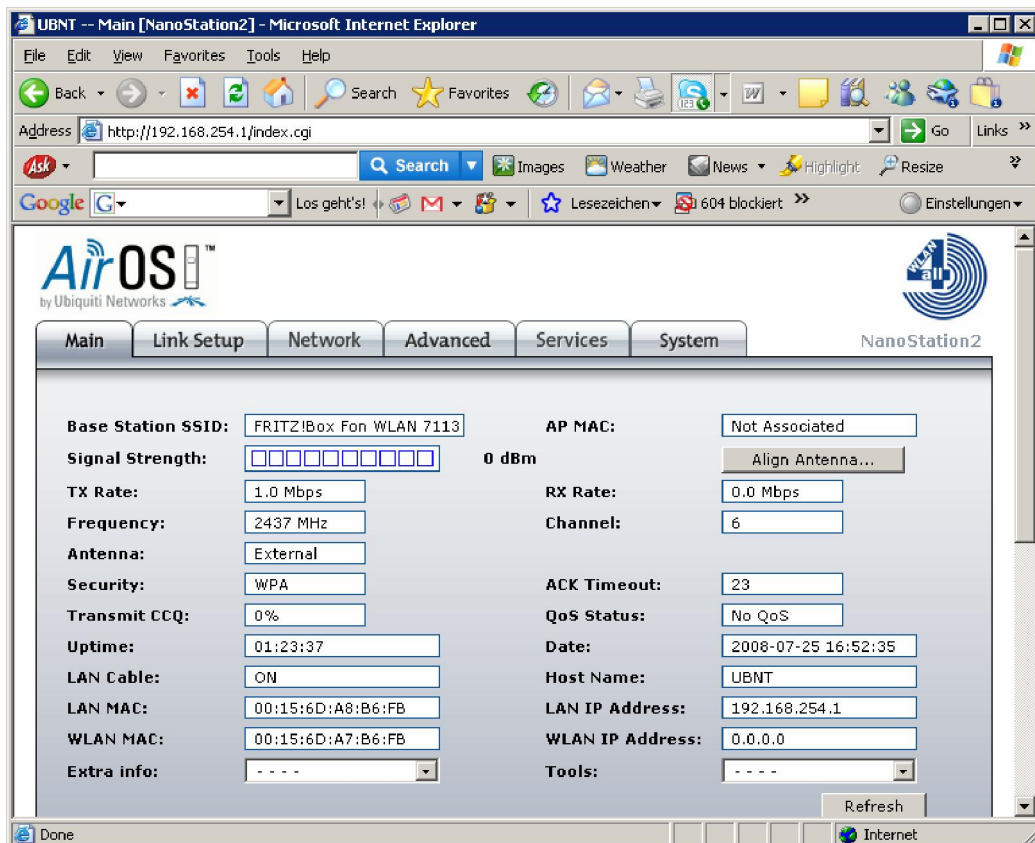 UBNT -- Main [NanoStation2] - Microsoft Internet Explorer
File Edit View Favorites Tools Help
Back Search Favorites W
Address http://192.168.254.1/index.cgi Go Links »
Ask Search Images Weather News Highlight Resize »
Google G Los geht's! Lesezeichen 604 blockiert » Einstellungen
AirOS ™
by Ubiquiti Networks
WLAN 4 all
Main Link Setup Network Advanced Services System NanoStation2
Base Station SSID: FRITZ!Box Fon WLAN 7113 AP MAC: Not Associated
Signal Strength: 0 dBm Align Antenna...
TX Rate: 1.0 Mbps RX Rate: 0.0 Mbps
Frequency: 2437 MHz Channel: 6
Antenna: External
Security: WPA ACK Timeout: 23
Transmit CCQ: 0% QoS Status: No QoS
Uptime: 01:23:37 Date: 2008-07-25 16:52:35
LAN Cable: ON Host Name: UBNT
LAN MAC: 00:15:6D:A8:B6:FB LAN IP Address: 192.168.254.1
WLAN MAC: 00:15:6D:A7:B6:FB WLAN IP Address: 0.0.0.0
Extra info: - - - - Tools: - - - -
Refresh
Done Internet